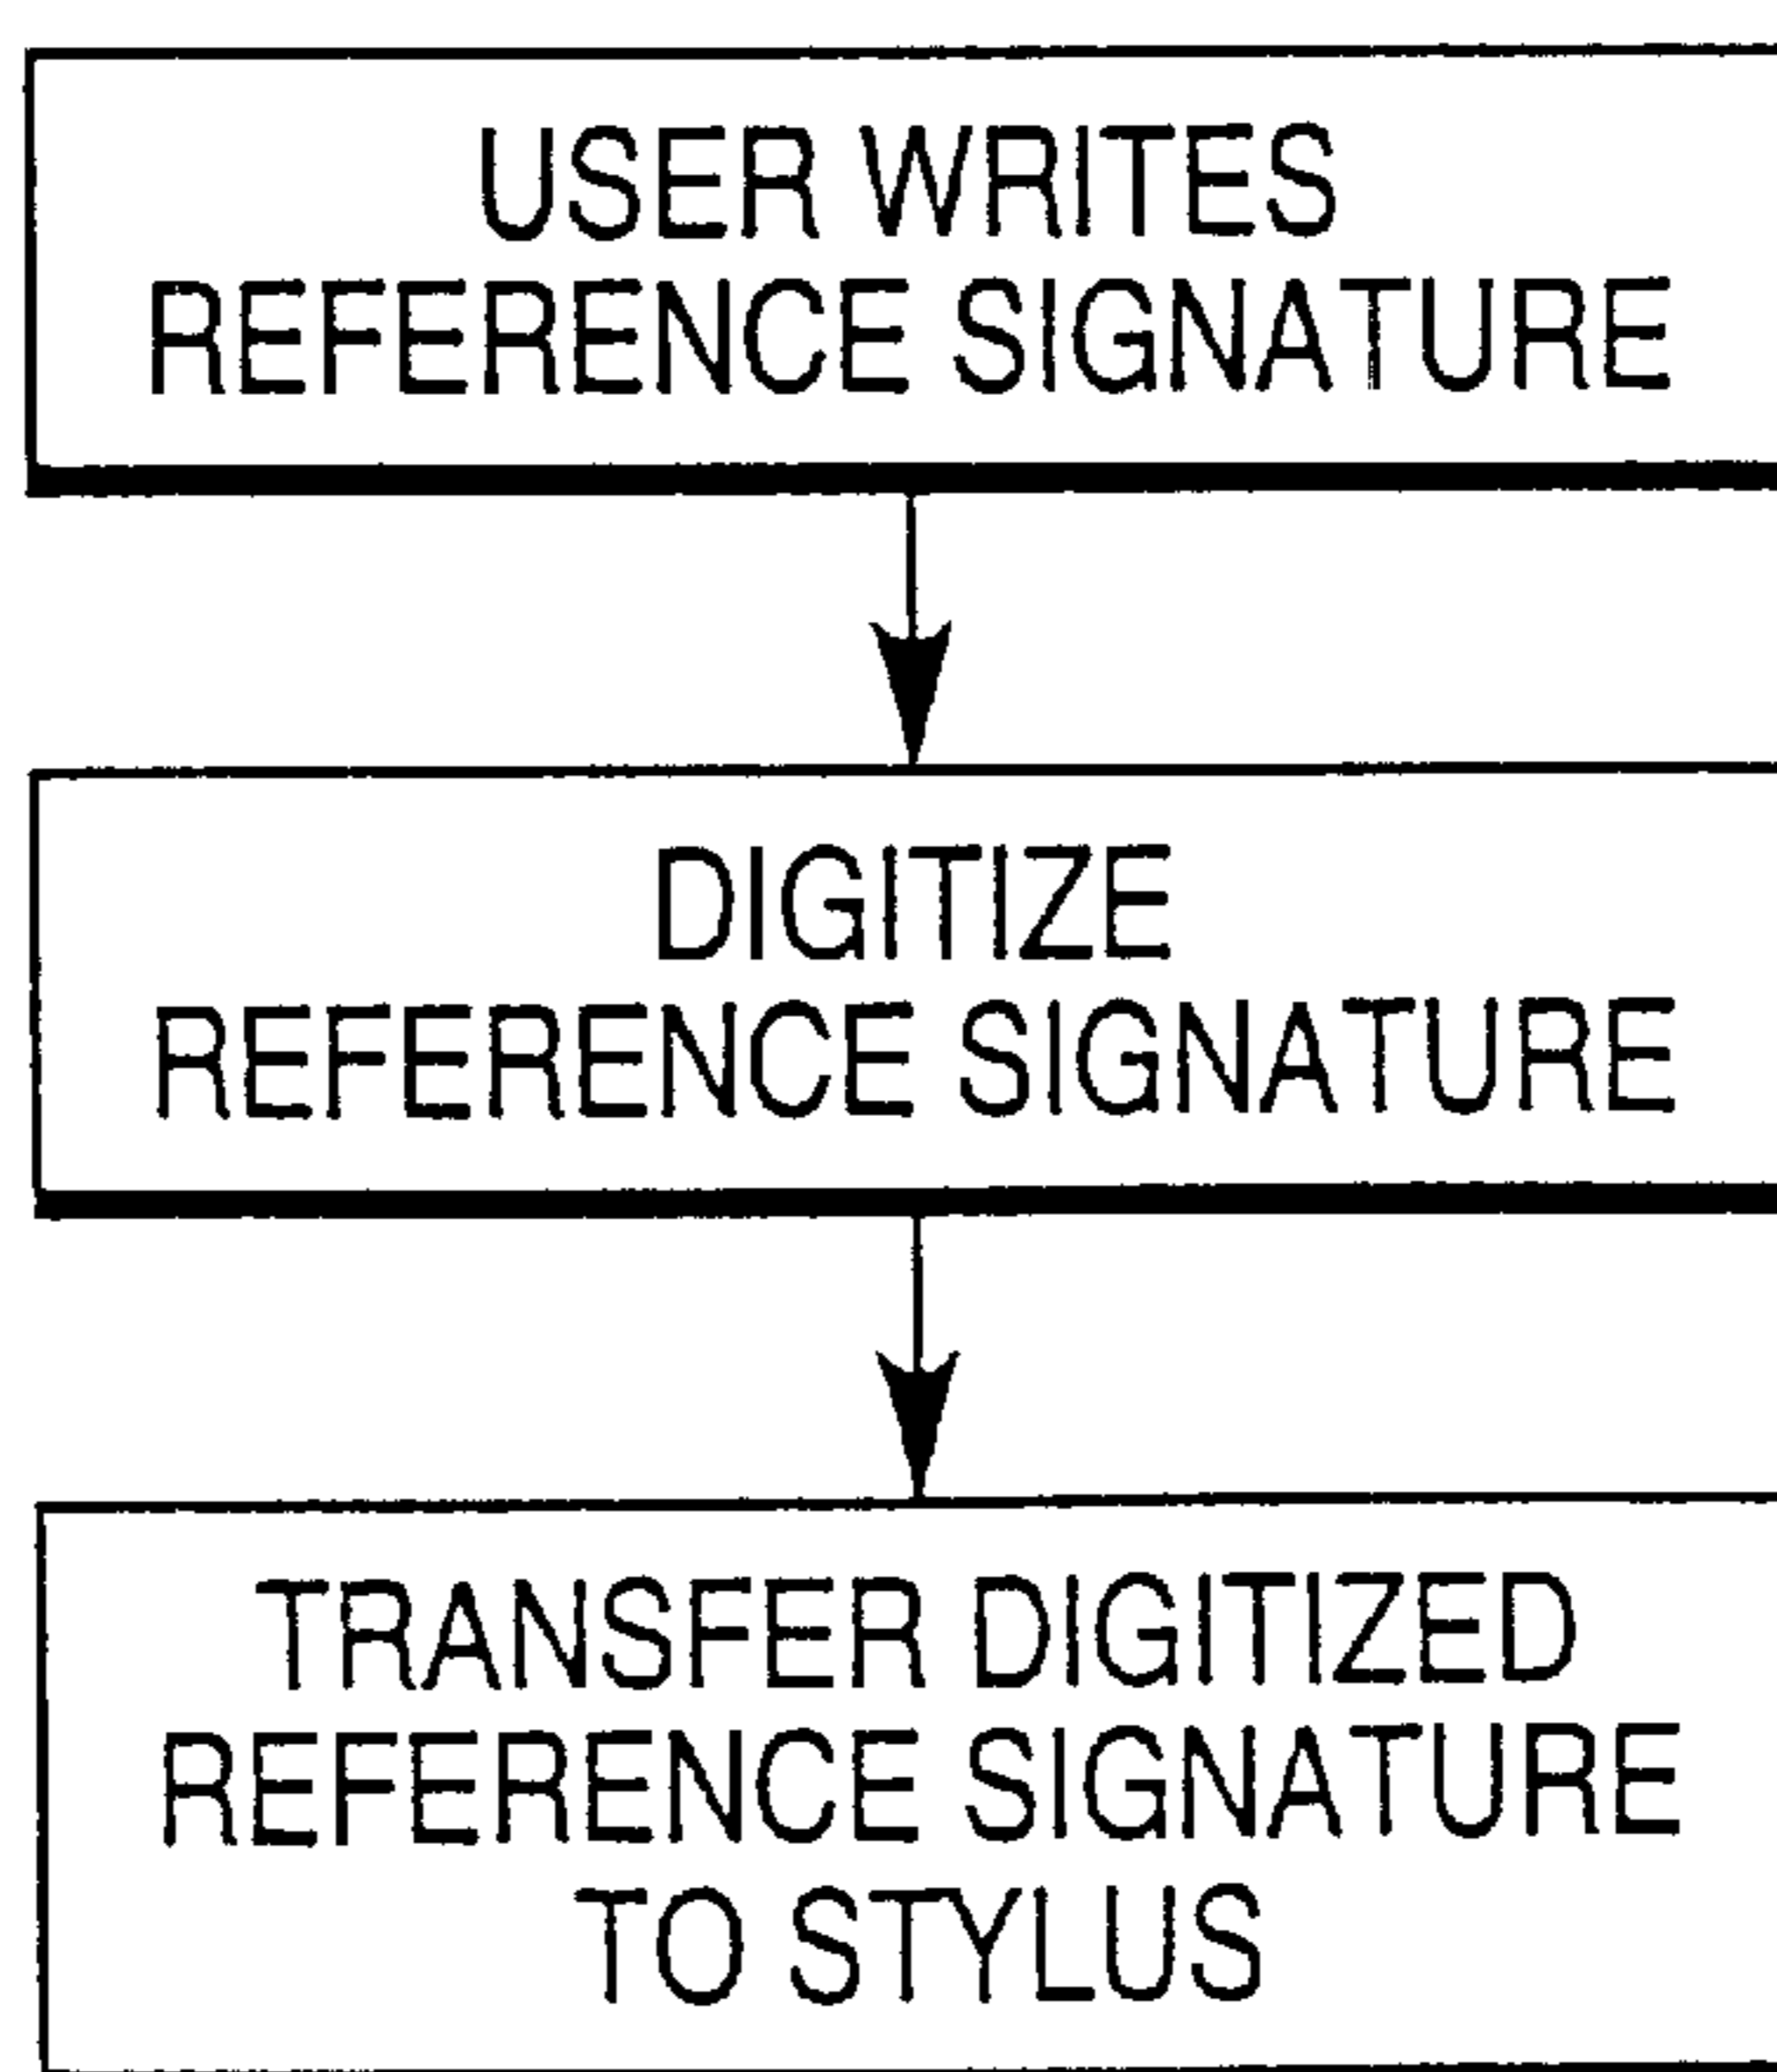 USER WRITES
REFERENCE SIGNATURE
DIGITIZE
REFERENCE SIGNATURE
TRANSFER DIGITIZED
REFERENCE SIGNATURE
TO STYLUS